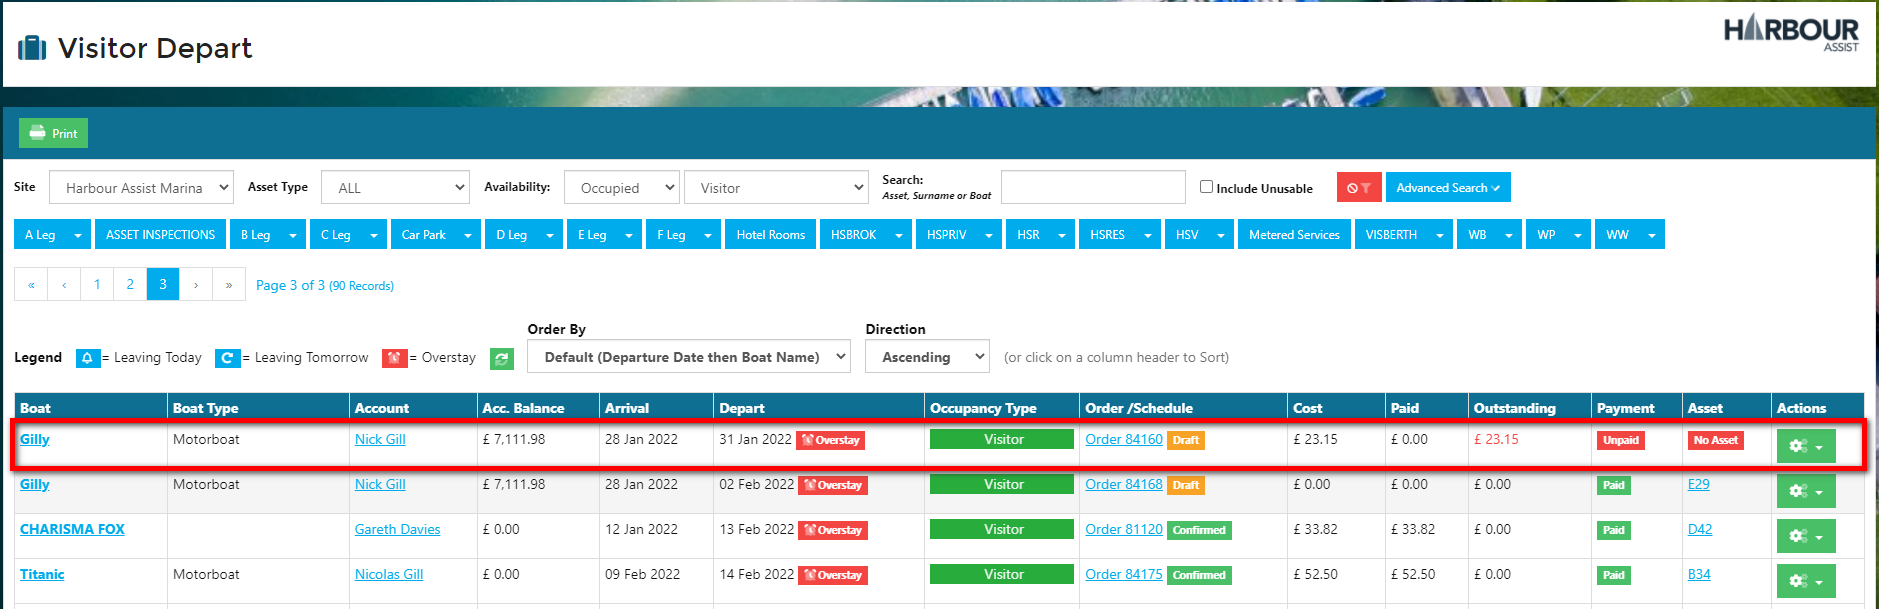 Visitor Depart
HARBOUR
ASSIST
Print
Site Harbour Assist Marina Asset Type ALL Availability: Occupied Visitor Search: Asset, Surname or Boat Include Unusable Advanced Search
A Leg ASSET INSPECTIONS B Leg C Leg Car Park D Leg E Leg F Leg Hotel Rooms HSBROK HSPRIV HSR HSRES HSV Metered Services VISBERTH WB WP WW
« ‹ 1 2 3 › » Page 3 of 3 (90 Records)
Order By Direction
Legend = Leaving Today = Leaving Tomorrow = Overstay Default (Departure Date then Boat Name) Ascending (or click on a column header to Sort)
Boat Boat Type Account Acc. Balance Arrival Depart Occupancy Type Order /Schedule Cost Paid Outstanding Payment Asset Actions
Gilly Motorboat Nick Gill £ 7,111.98 28 Jan 2022 31 Jan 2022 Overstay Visitor Order 84160 Draft £ 23.15 £ 0.00 £ 23.15 Unpaid No Asset
Gilly Motorboat Nick Gill £ 7,111.98 28 Jan 2022 02 Feb 2022 Overstay Visitor Order 84168 Draft £ 0.00 £ 0.00 £ 0.00 Paid E29
CHARISMA FOX Gareth Davies £ 0.00 12 Jan 2022 13 Feb 2022 Overstay Visitor Order 81120 Confirmed £ 33.82 £ 33.82 £ 0.00 Paid D42
Titanic Motorboat Nicolas Gill £ 0.00 09 Feb 2022 14 Feb 2022 Overstay Visitor Order 84175 Confirmed £ 52.50 £ 52.50 £ 0.00 Paid B34